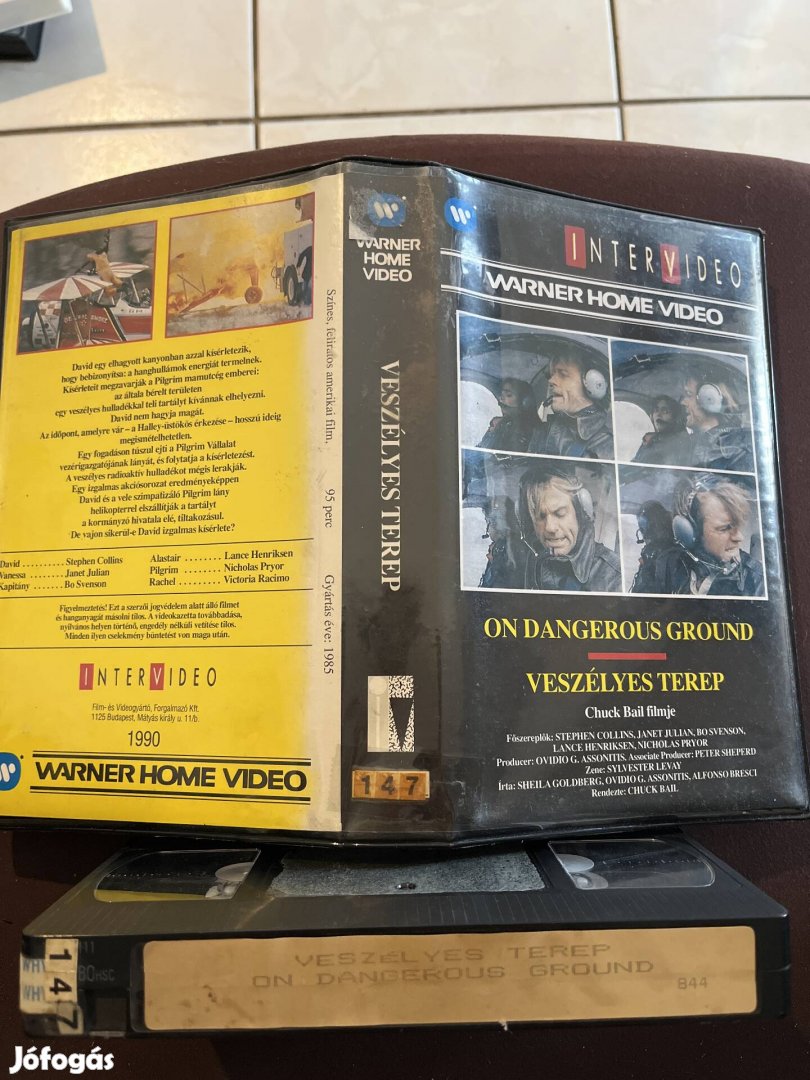 David egy elhagyott kanyonban azzal kísérletezik,
hogy bebizonyítsa: a hanghullámok energiát termelnek.
Kísérleteit megzavarják a Pilgrim mamutcég emberei:
az általa bérelt területen
egy veszélyes hulladékkal teli tartályt kívánnak elhelyezni.
David nem hagyja magát.
Az időpont, amelyre vár – a Halley-üstökös érkezése – hosszú ideig
megismételhetetlen.
Egy fogadáson túszul ejti a Pilgrim Vállalat
vezérigazgatójának lányát, és folytatja a kísérletezést.
A veszélyes radioaktív hulladékot mégis lerakják.
Egy izgalmas akciósorozat eredményeképpen
David és a vele szimpatizáló Pilgrim lány
helikopterrel elszállítják a tartályt
a kormányzó hivatala elé, tiltakozásul.
De vajon sikerül-e David izgalmas kísérlete?
David Stephen Collins
Vanessa Janet Julian
Kapitány Bo Svenson
Alastair Lance Henriksen
Pilgrim Nicholas Pryor
Rachel Victoria Racimo
Figyelmeztetés! Ezt a szerzői jogvédelem alatt álló filmet
és hanganyagát másolni tilos. A videokazetta továbbadása,
nyilvános helyen történő, engedély nélküli vetítése tilos.
Minden ilyen cselekmény büntetést von maga után.
INTERVIDEO
Film- és Videogyártó, Forgalmazó Kft.
1125 Budapest, Mátyás király u. 11/b.
1990
WARNER HOME VIDEO
Színes, feliratos amerikai film.
95 perc
Gyártás éve: 1985
WARNER
HOME
VIDEO
VESZÉLYES TEREP
147
INTERVIDEO
WARNER HOME VIDEO
ON DANGEROUS GROUND
VESZÉLYES TEREP
Chuck Bail filmje
Főszereplők: STEPHEN COLLINS, JANET JULIAN, BO SVENSON,
LANCE HENRIKSEN, NICHOLAS PRYOR
Producer: OVIDIO G. ASSONITIS. Associate Producer: PETER SHEPERD
Zene: SYLVESTER LEVAY
Írta: SHEILA GOLDBERG, OVIDIO G. ASSONITIS, ALFONSO BRESCI
Rendezte: CHUCK BAIL
147
VESZÉLYES TEREP
ON DANGEROUS GROUND
844
Jófogás